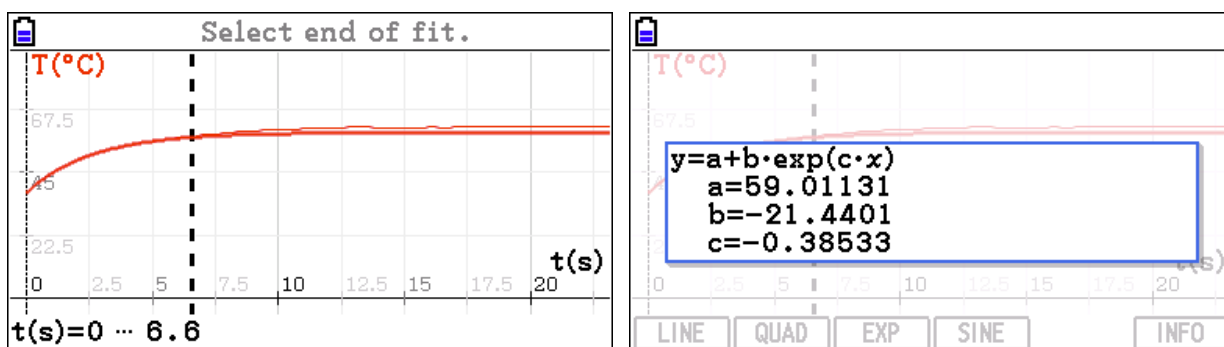 Select end of fit.
T(°C)
67.5
45
22.5
t(s)
0 2.5 5 7.5 10 12.5 15 17.5 20
t(s)=0 ··· 6.6
T(°C)
67.5
y=a+b·exp(c·x)
a=59.01131
b=-21.4401
c=-0.38533
t(s)
0 2.5 5 7.5 10 12.5 15 17.5 20
LINE QUAD EXP SINE INFO